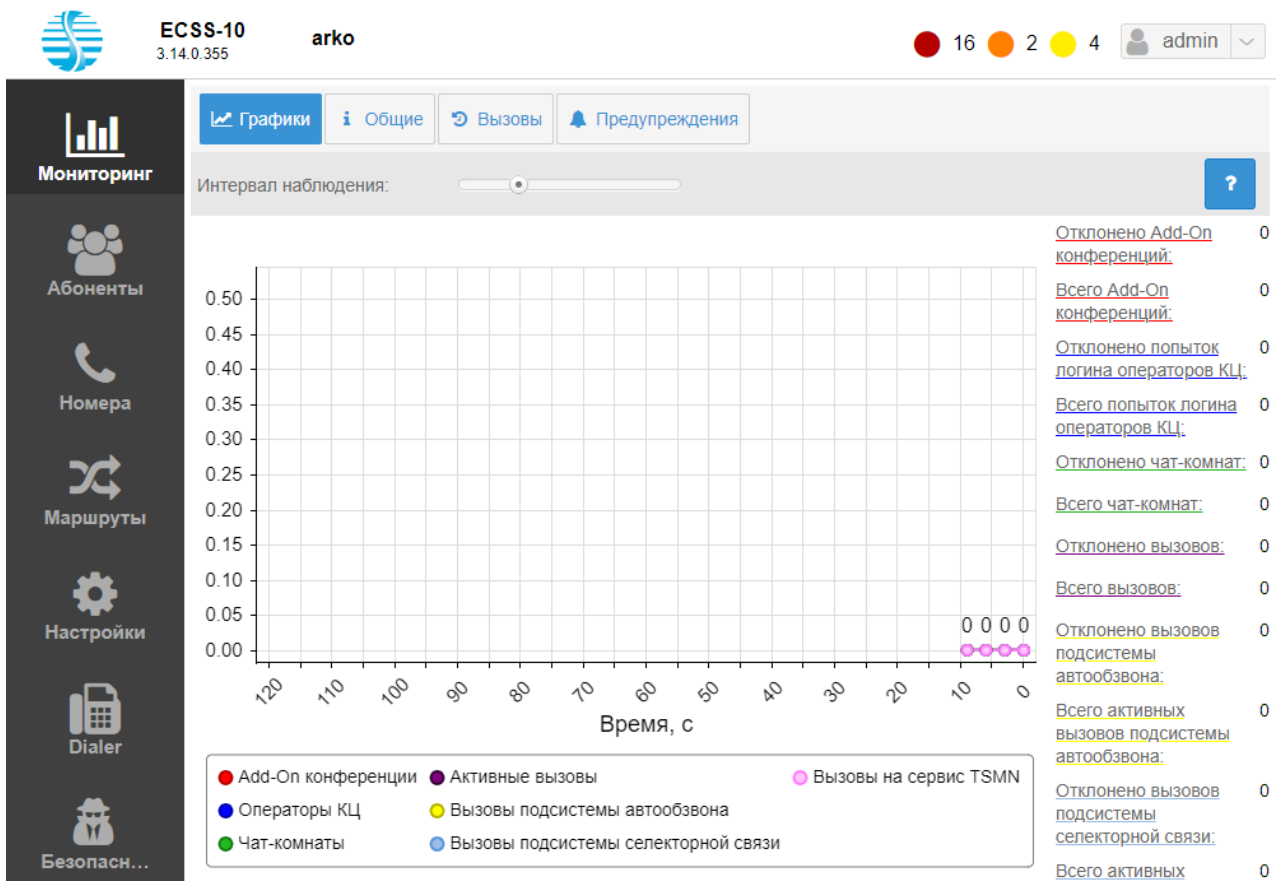 ECSS-10
3.14.0.355
arko
16 2 4 admin
Мониторинг
Абоненты
Номера
Маршруты
Настройки
Dialer
Безопасн...
Графики i Общие Вызовы Предупреждения
Интервал наблюдения: ?
0.50
0.45
0.40
0.35
0.30
0.25
0.20
0.15
0.10
0.05
0.00
0 0 0 0
120 110 100 90 80 70 60 50 40 30 20 10 0
Время, с
Add-On конференции Активные вызовы Вызовы на сервис TSMN
Операторы КЦ Вызовы подсистемы автообзвона
Чат-комнаты Вызовы подсистемы селекторной связи
Отклонено Add-On 0
конференций:
Всего Add-On 0
конференций:
Отклонено попыток 0
логина операторов КЦ:
Всего попыток логина 0
операторов КЦ:
Отклонено чат-комнат: 0
Всего чат-комнат: 0
Отклонено вызовов: 0
Всего вызовов: 0
Отклонено вызовов 0
подсистемы
автообзвона:
Всего активных 0
вызовов подсистемы
автообзвона:
Отклонено вызовов 0
подсистемы
селекторной связи:
Всего активных 0